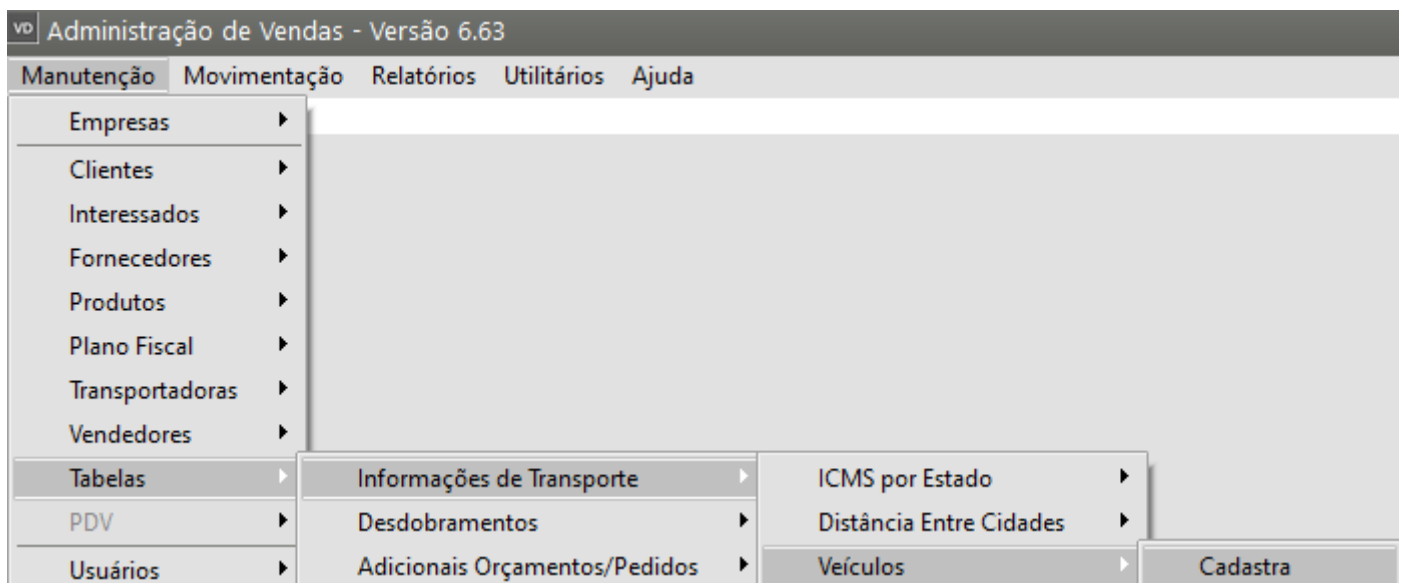 VD Administração de Vendas - Versão 6.63
Manutenção Movimentação Relatórios Utilitários Ajuda
Empresas
Clientes
Interessados
Fornecedores
Produtos
Plano Fiscal
Transportadoras
Vendedores
Tabelas Informações de Transporte ICMS por Estado
PDV Desdobramentos Distância Entre Cidades
Usuários Adicionais Orçamentos/Pedidos Veículos Cadastra